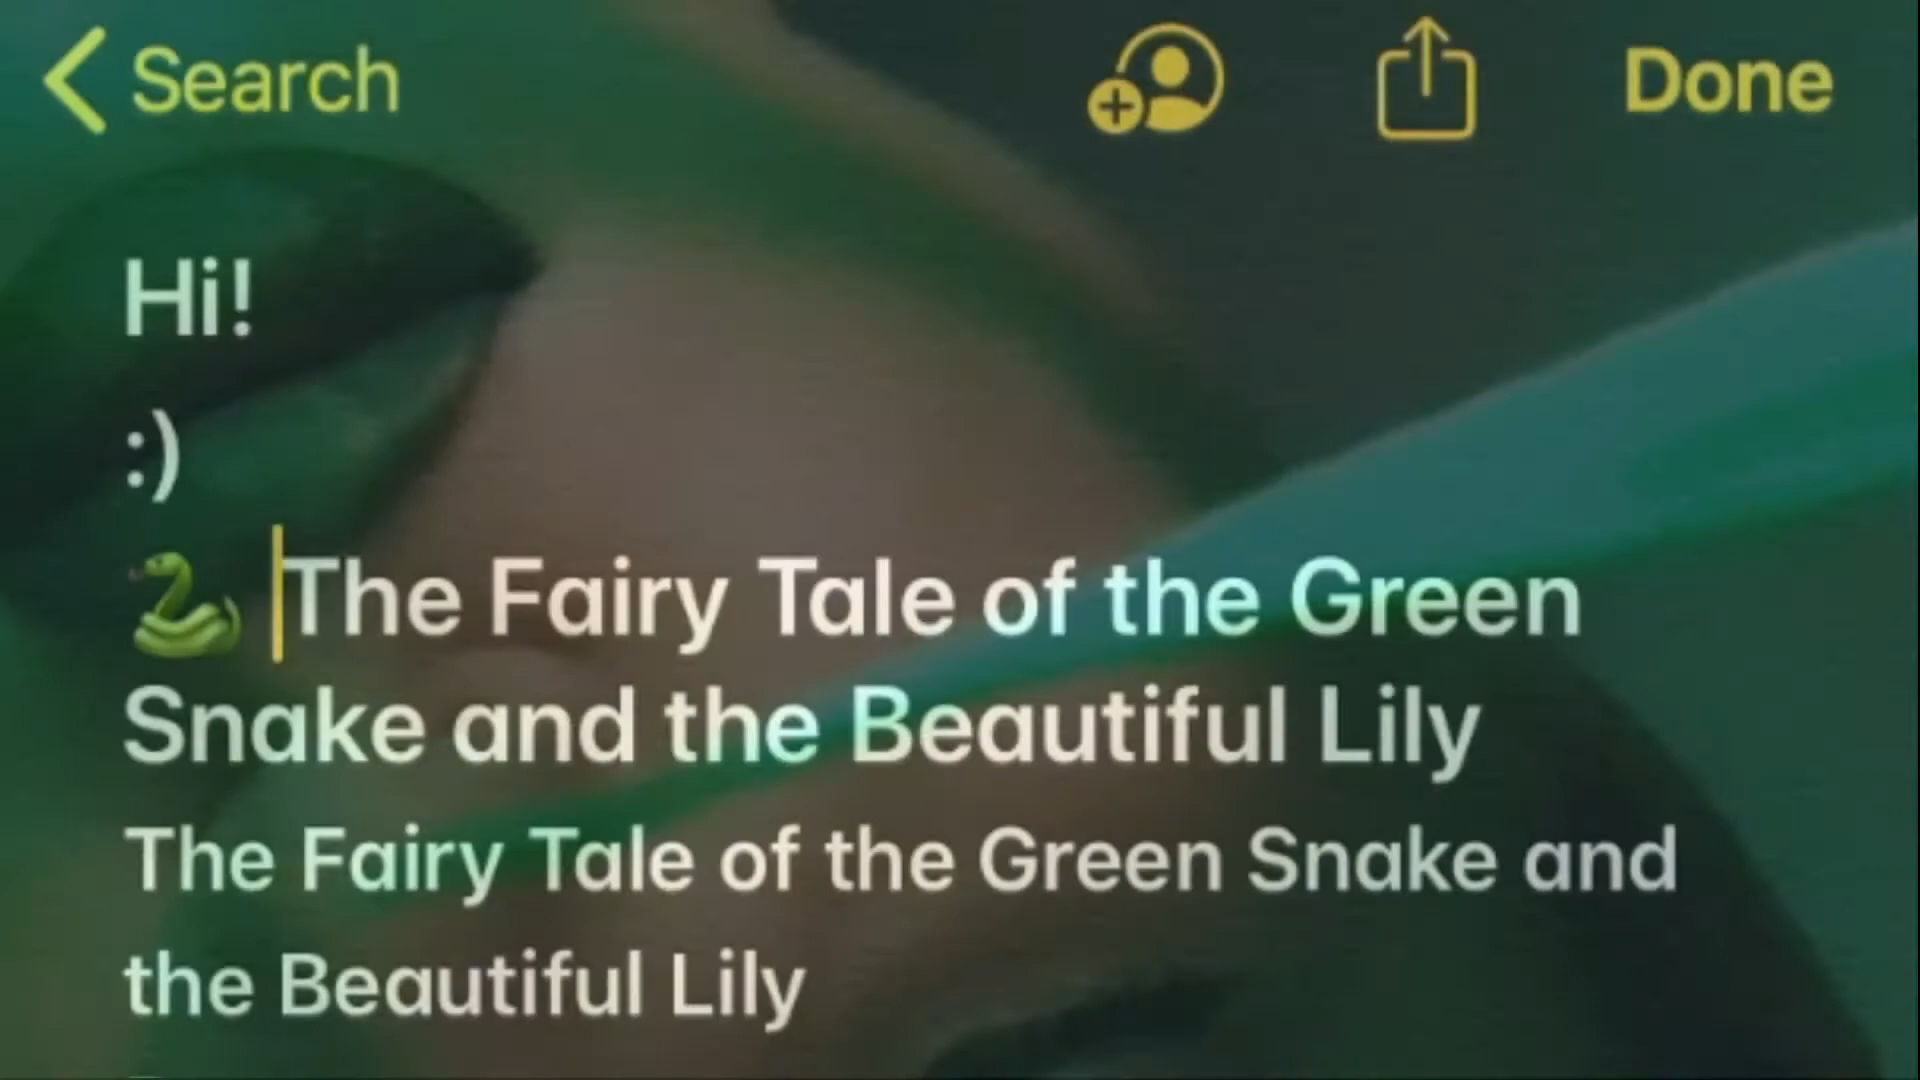 Search Done
Hi!
:)
🐍 The Fairy Tale of the Green
Snake and the Beautiful Lily
The Fairy Tale of the Green Snake and
the Beautiful Lily